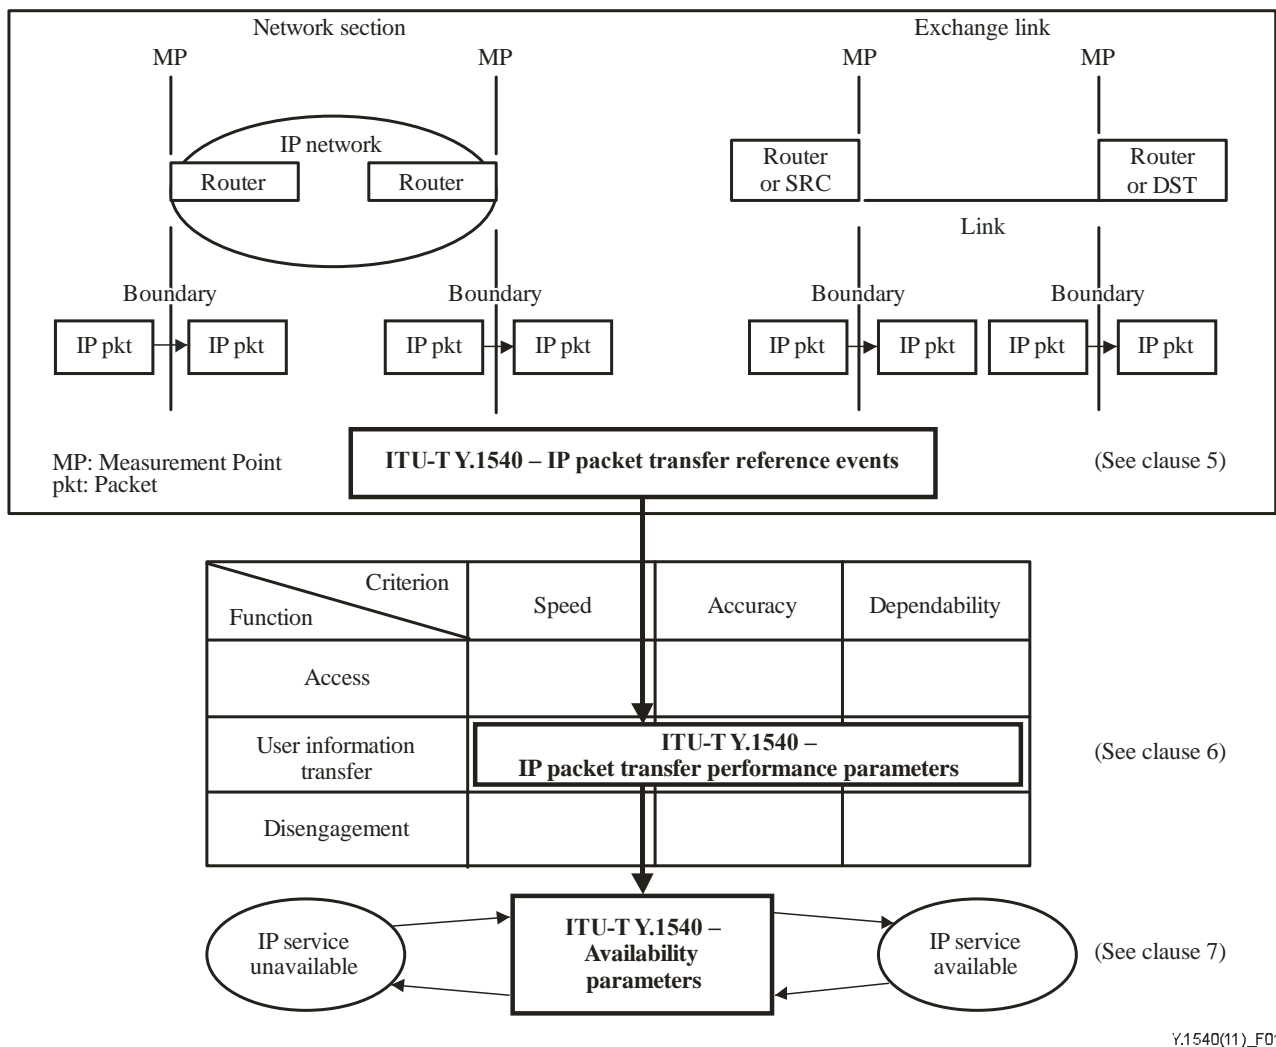 Network section
Exchange link
MP
MP
MP
MP
IP network
Router
Router
Router
or SRC
Router
or DST
Link
Boundary
Boundary
Boundary
Boundary
IP pkt
IP pkt
IP pkt
IP pkt
IP pkt
IP pkt
IP pkt
IP pkt
MP: Measurement Point
pkt: Packet
ITU-T Y.1540 – IP packet transfer reference events
(See clause 5)
Criterion
Function
Speed
Accuracy
Dependability
Access
User information
transfer
ITU-T Y.1540 –
IP packet transfer performance parameters
(See clause 6)
Disengagement
IP service
unavailable
ITU-T Y.1540 –
Availability
parameters
IP service
available
(See clause 7)
Y.1540(11)_F01